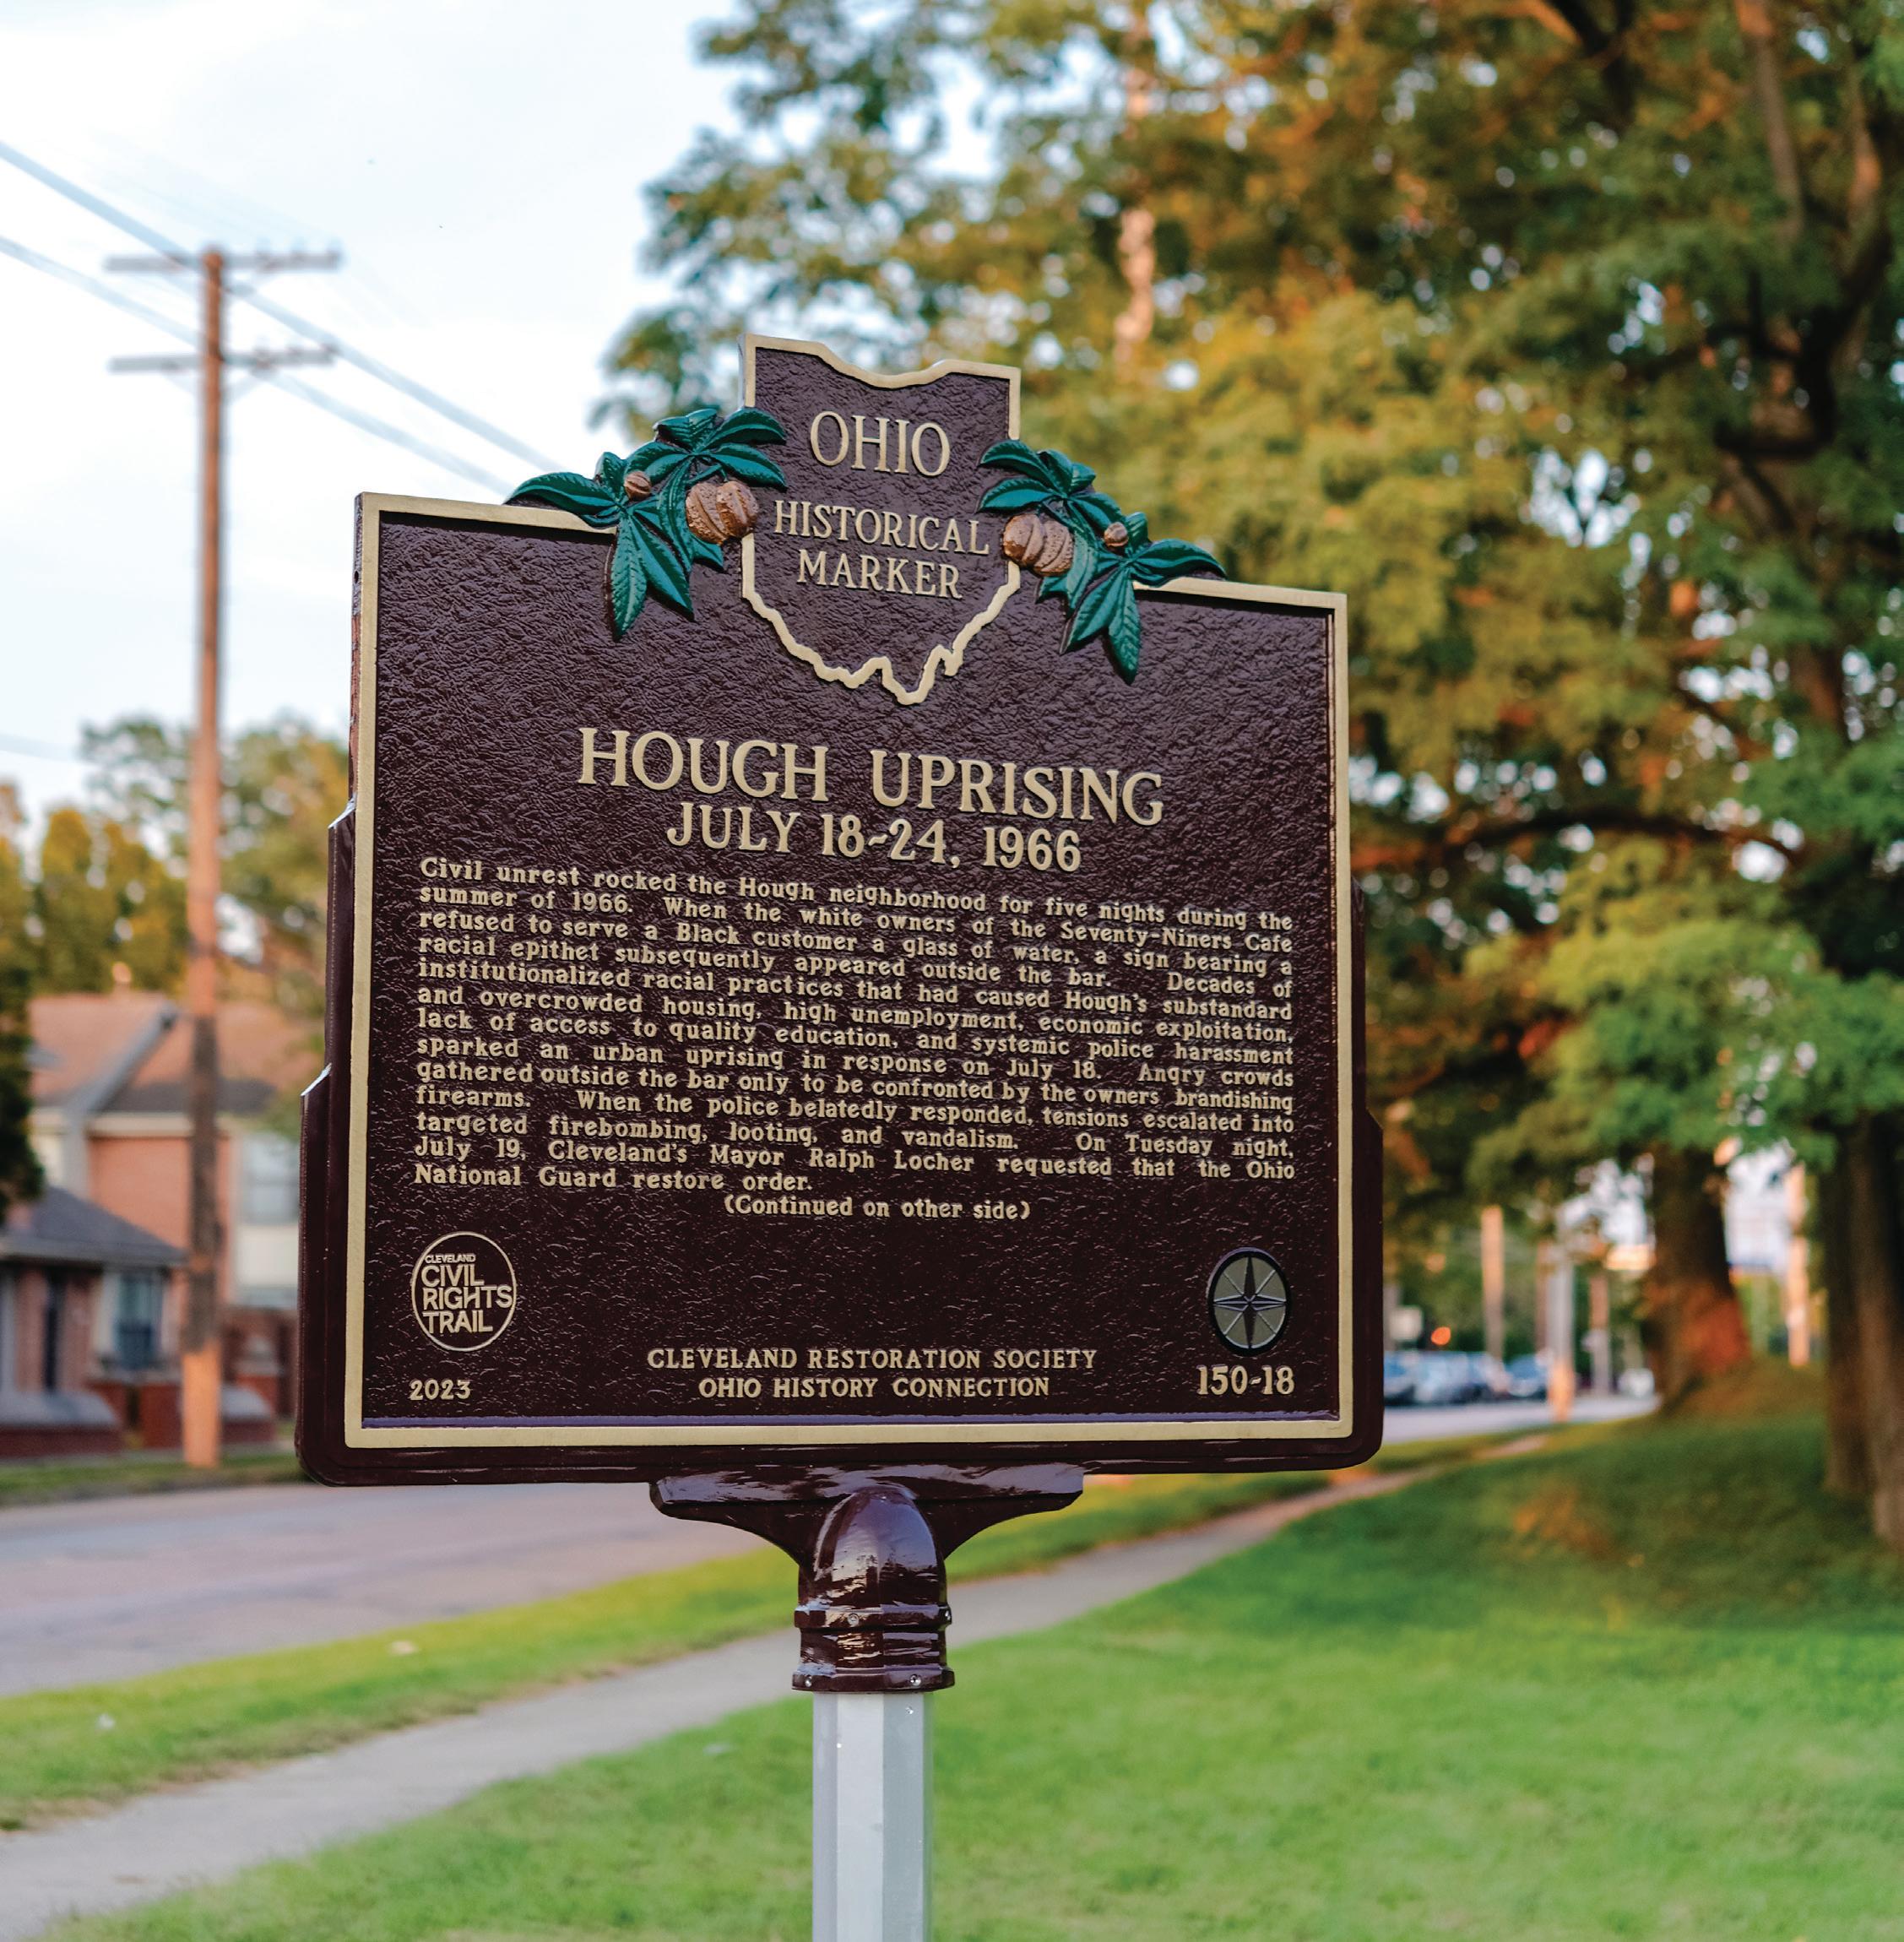 OHIO
HISTORICAL
MARKER
HOUGH UPRISING
JULY 18-24, 1966
Civil unrest rocked the Hough neighborhood for five nights during the
summer of 1966. When the white owners of the Seventy-Niners Cafe
refused to serve a Black customer a glass of water, a sign bearing a
racial epithet subsequently appeared outside the bar. Decades of
institutionalized racial practices that had caused Hough's substandard
and overcrowded housing, high unemployment, economic exploitation,
lack of access to quality education, and systemic police harassment
sparked an urban uprising in response on July 18. Angry crowds
gathered outside the bar only to be confronted by the owners brandishing
firearms. When the police belatedly responded, tensions escalated into
targeted firebombing, looting, and vandalism. On Tuesday night,
July 19, Cleveland's Mayor Ralph Locher requested that the Ohio
National Guard restore order.
(Continued on other side)
CLEVELAND
CIVIL
RIGHTS
TRAIL
2023
CLEVELAND RESTORATION SOCIETY
OHIO HISTORY CONNECTION
150-18